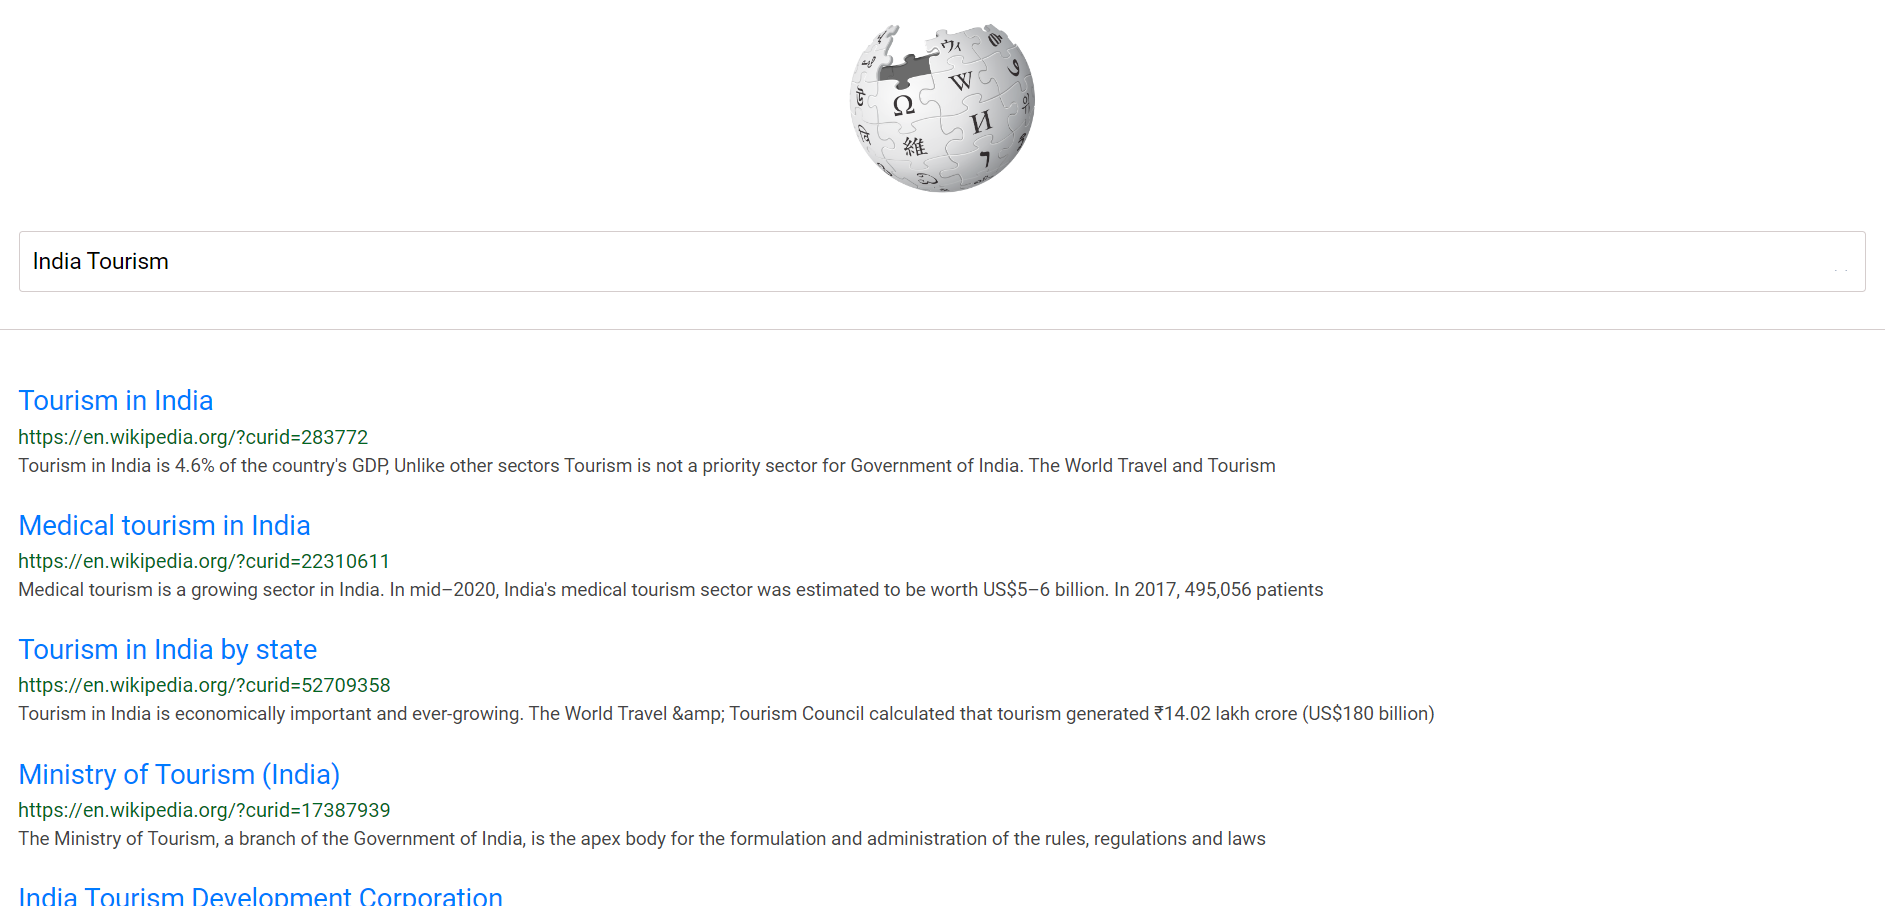 Ω W И 維 ウィ
India Tourism
Tourism in India
https://en.wikipedia.org/?curid=283772
Tourism in India is 4.6% of the country's GDP, Unlike other sectors Tourism is not a priority sector for Government of India. The World Travel and Tourism
Medical tourism in India
https://en.wikipedia.org/?curid=22310611
Medical tourism is a growing sector in India. In mid–2020, India's medical tourism sector was estimated to be worth US$5–6 billion. In 2017, 495,056 patients
Tourism in India by state
https://en.wikipedia.org/?curid=52709358
Tourism in India is economically important and ever-growing. The World Travel &amp; Tourism Council calculated that tourism generated ₹14.02 lakh crore (US$180 billion)
Ministry of Tourism (India)
https://en.wikipedia.org/?curid=17387939
The Ministry of Tourism, a branch of the Government of India, is the apex body for the formulation and administration of the rules, regulations and laws
India Tourism Development Corporation